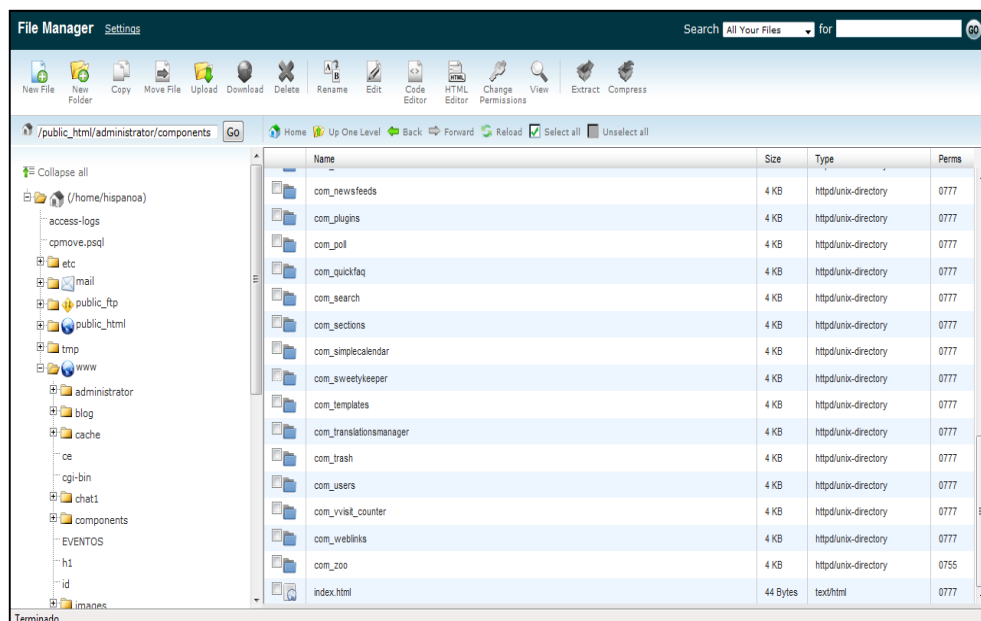 File Manager Settings Search All Your Files for GO
New File New Folder Copy Move File Upload Download Delete Rename Edit Code Editor HTML Editor Change Permissions View Extract Compress
/public_html/administrator/components Go Home Up One Level Back Forward Reload Select all Unselect all
Collapse all
(/home/hispanoa)
access-logs
cpmove.psql
etc
mail
public_ftp
public_html
tmp
www
administrator
blog
cache
ce
cgi-bin
chat1
components
EVENTOS
h1
id
images
Name Size Type Perms
com_newsfeeds 4 KB httpd/unix-directory 0777
com_plugins 4 KB httpd/unix-directory 0777
com_poll 4 KB httpd/unix-directory 0777
com_quickfaq 4 KB httpd/unix-directory 0777
com_search 4 KB httpd/unix-directory 0777
com_sections 4 KB httpd/unix-directory 0777
com_simplecalendar 4 KB httpd/unix-directory 0777
com_sweetykeeper 4 KB httpd/unix-directory 0777
com_templates 4 KB httpd/unix-directory 0777
com_translationsmanager 4 KB httpd/unix-directory 0777
com_trash 4 KB httpd/unix-directory 0777
com_users 4 KB httpd/unix-directory 0777
com_vvisit_counter 4 KB httpd/unix-directory 0777
com_weblinks 4 KB httpd/unix-directory 0777
com_zoo 4 KB httpd/unix-directory 0755
index.html 44 Bytes text/html 0777
Terminado